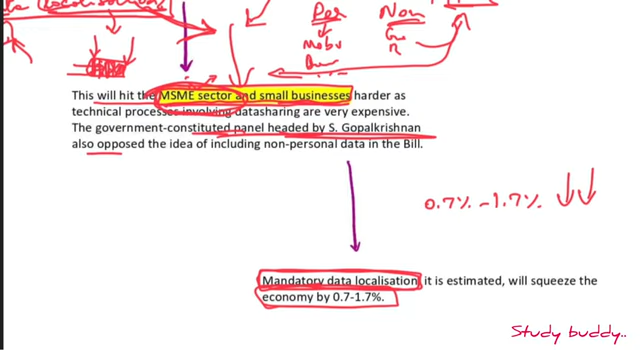 Per Non
This will hit the MSME sector and small businesses harder as
technical processes involving datasharing are very expensive.
The government-constituted panel headed by S. Gopalkrishnan
also opposed the idea of including non-personal data in the Bill.
0.7% - 1.7%
Mandatory data localisation, it is estimated, will squeeze the
economy by 0.7-1.7%.
Study buddy..